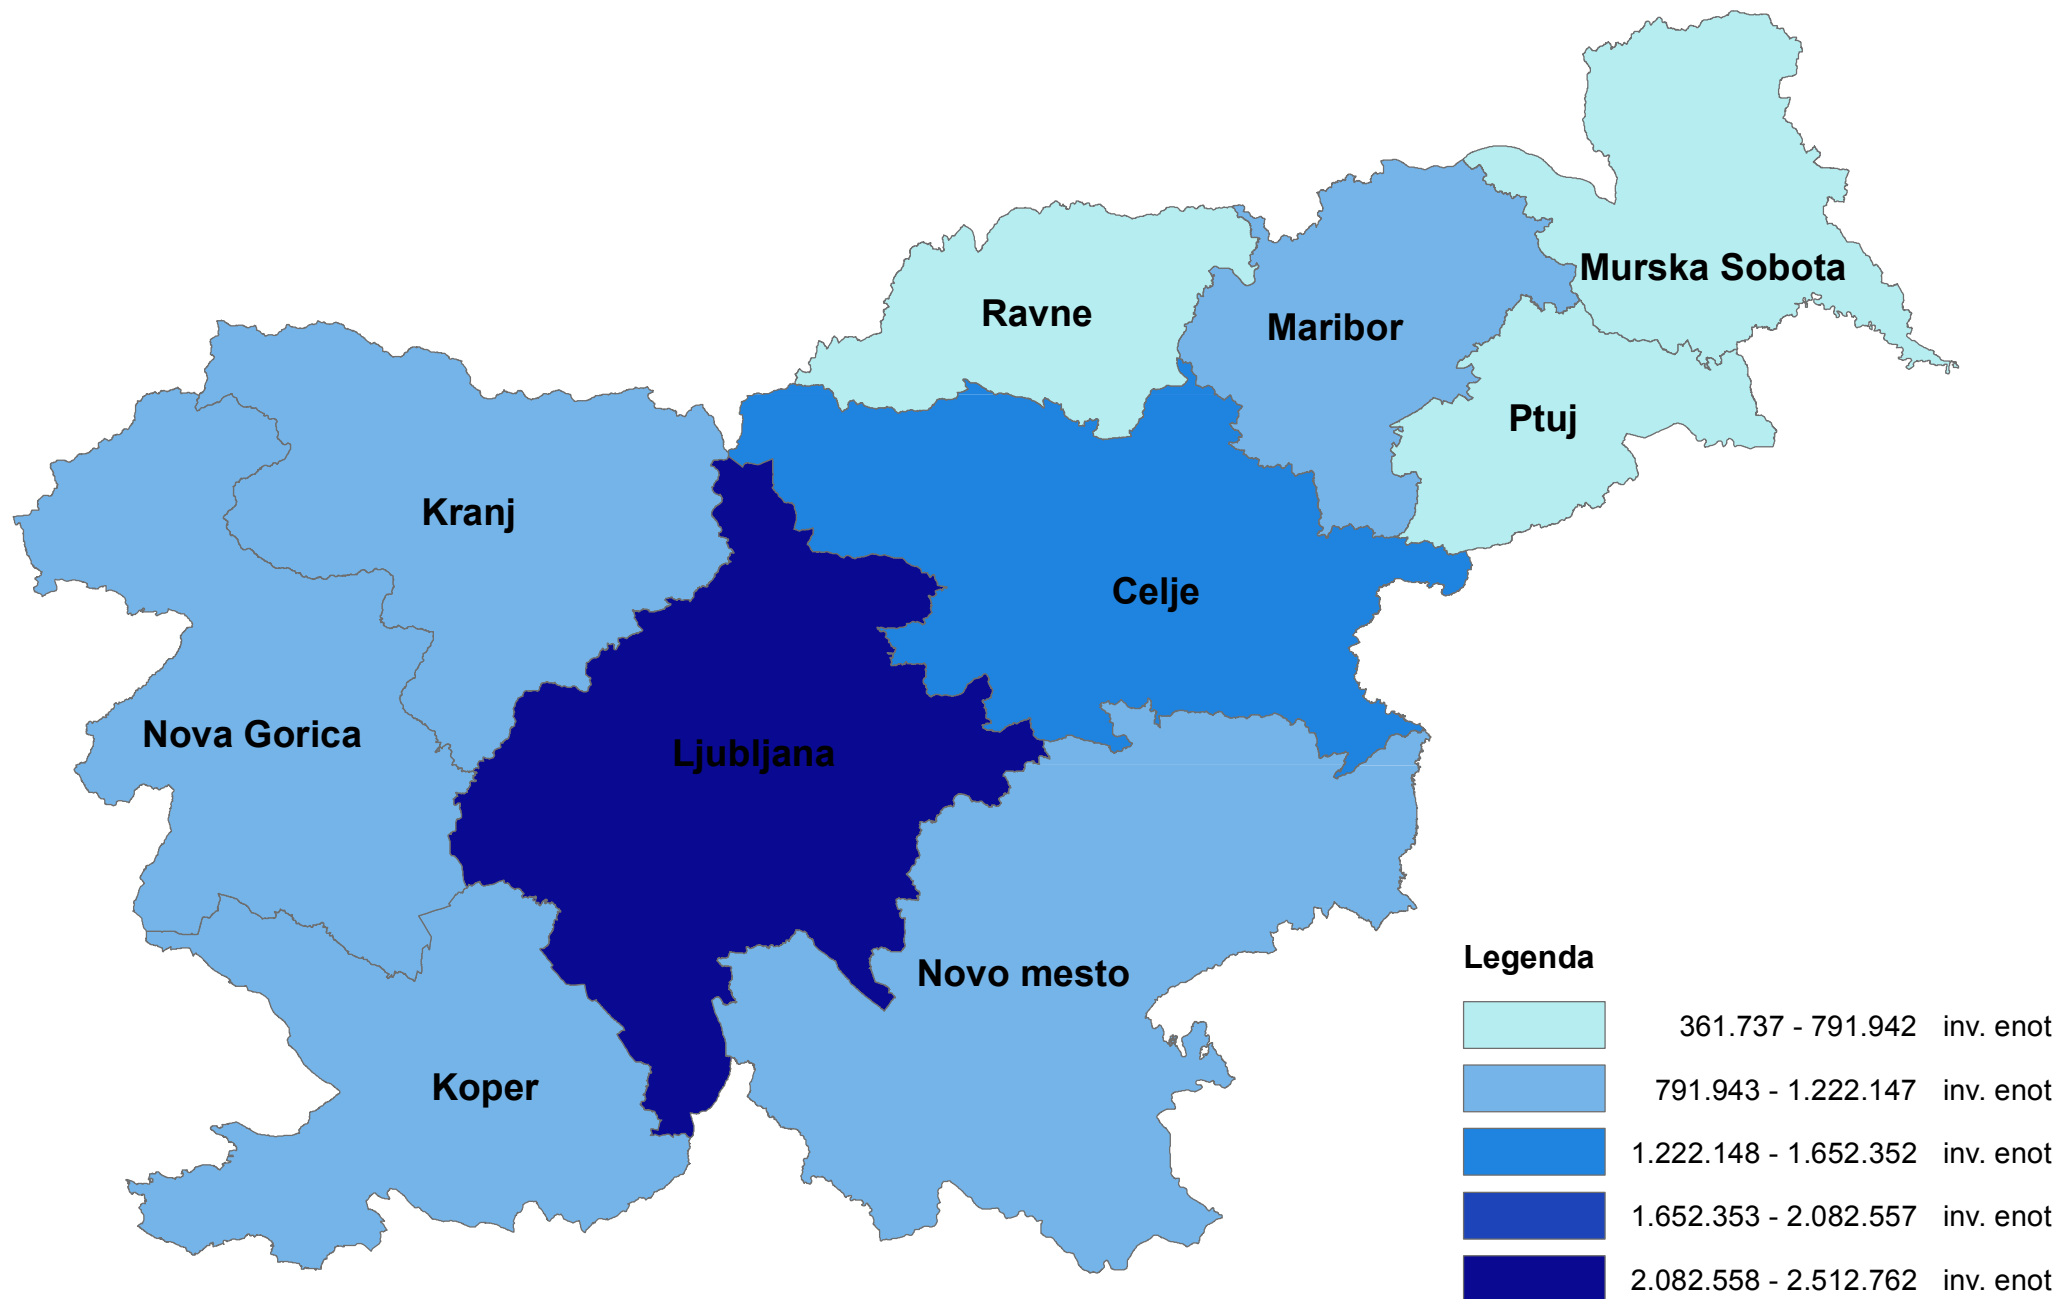 Murska Sobota
Ravne
Maribor
Ptuj
Kranj
Celje
Nova Gorica
Ljubljana
Novo mesto
Koper
Legenda
361.737 - 791.942 inv. enot
791.943 - 1.222.147 inv. enot
1.222.148 - 1.652.352 inv. enot
1.652.353 - 2.082.557 inv. enot
2.082.558 - 2.512.762 inv. enot